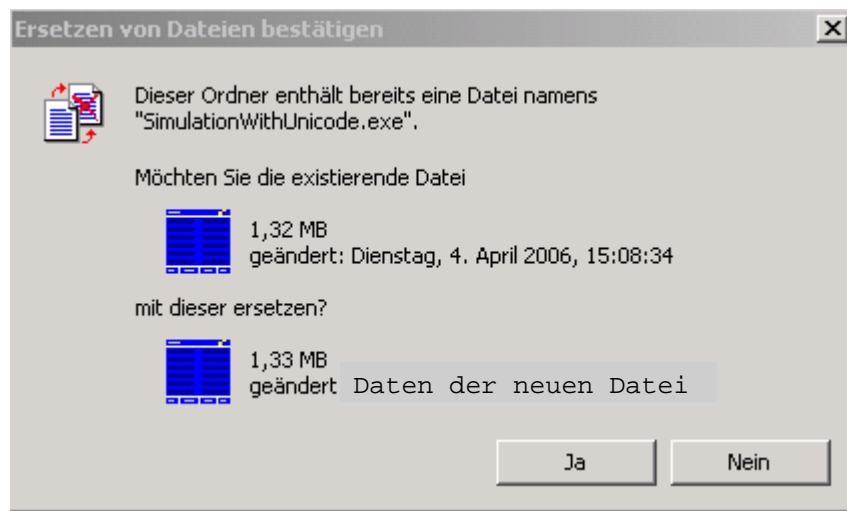 Ersetzen von Dateien bestätigen
Dieser Ordner enthält bereits eine Datei namens
"SimulationWithUnicode.exe".
Möchten Sie die existierende Datei
1,32 MB
geändert: Dienstag, 4. April 2006, 15:08:34
mit dieser ersetzen?
1,33 MB
geändert Daten der neuen Datei
Ja Nein